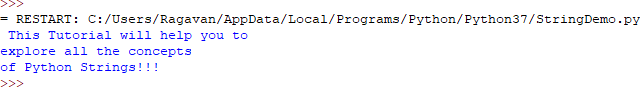 >>>
= RESTART: C:/Users/Ragavan/AppData/Local/Programs/Python/Python37/StringDemo.py
 This Tutorial will help you to
explore all the concepts
of Python Strings!!!
>>>